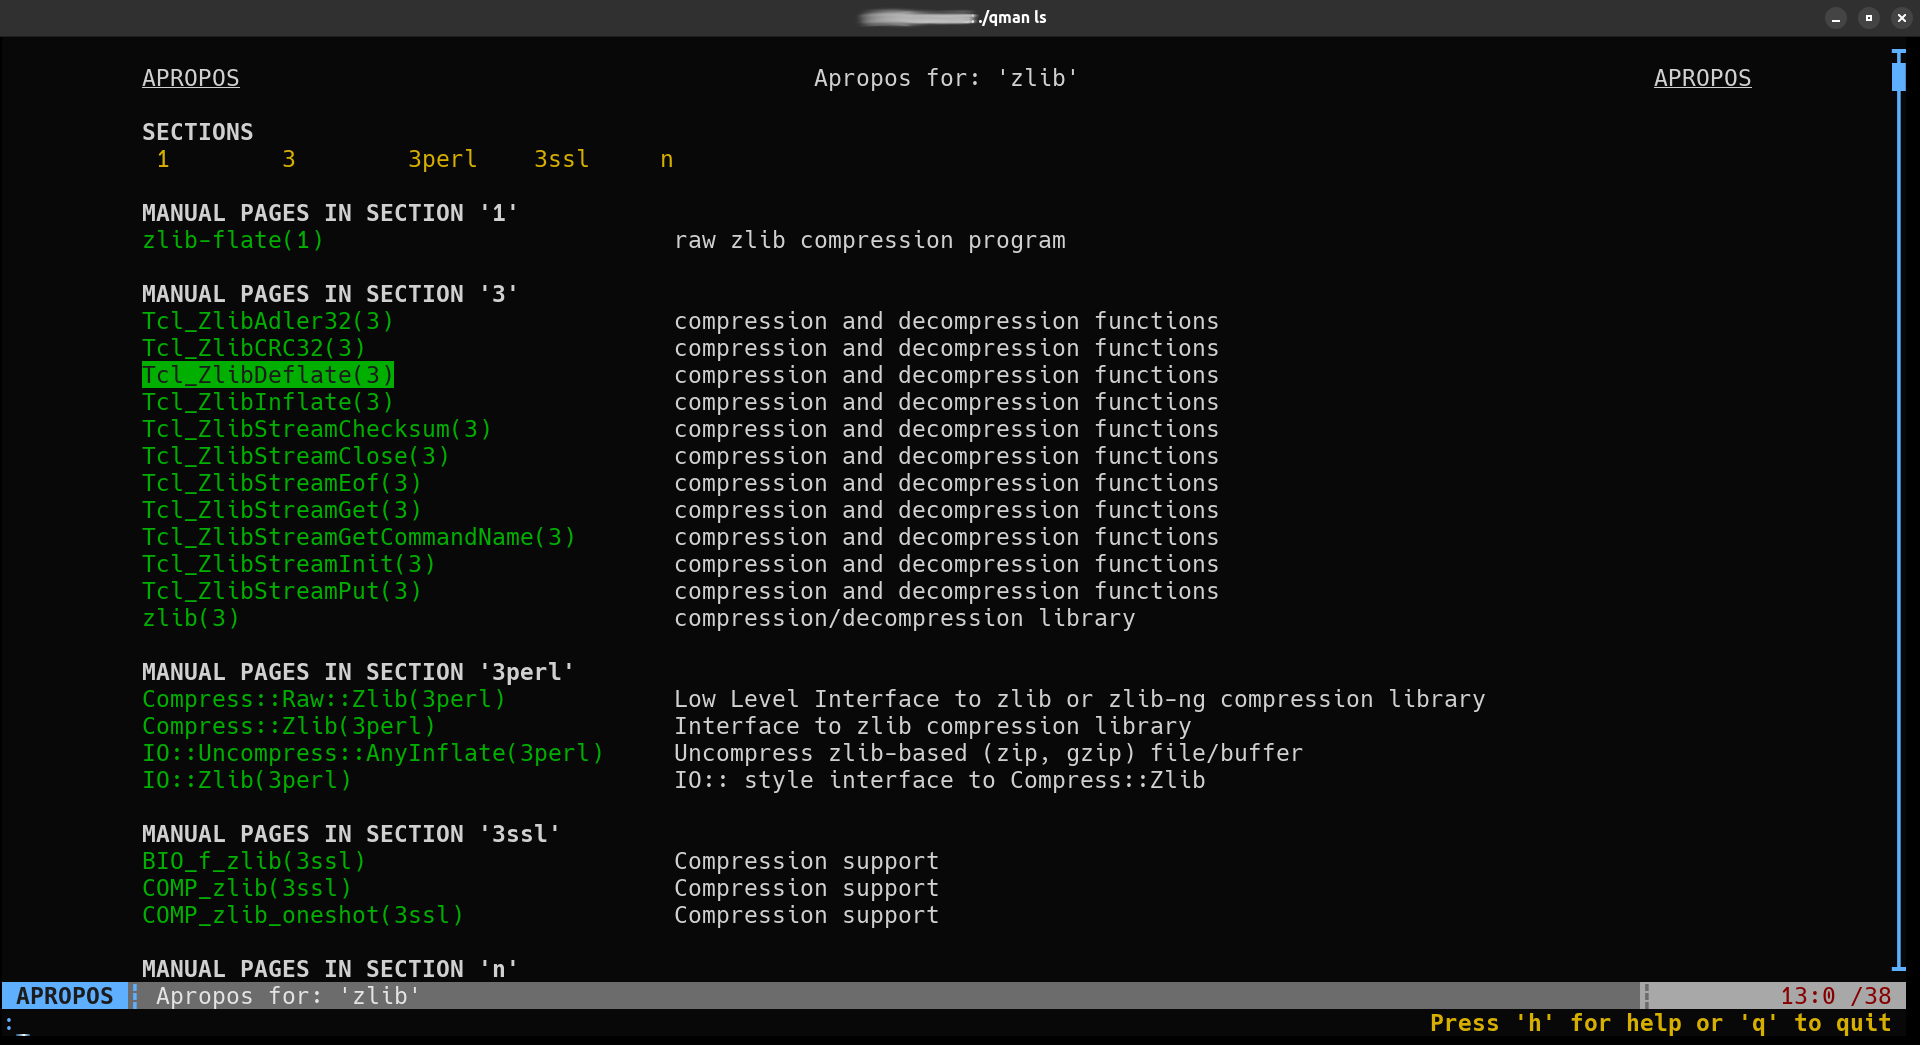 : ./qman ls
APROPOS Apropos for: 'zlib' APROPOS
SECTIONS
1 3 3perl 3ssl n
MANUAL PAGES IN SECTION '1'
zlib-flate(1) raw zlib compression program
MANUAL PAGES IN SECTION '3'
Tcl_ZlibAdler32(3) compression and decompression functions
Tcl_ZlibCRC32(3) compression and decompression functions
Tcl_ZlibDeflate(3) compression and decompression functions
Tcl_ZlibInflate(3) compression and decompression functions
Tcl_ZlibStreamChecksum(3) compression and decompression functions
Tcl_ZlibStreamClose(3) compression and decompression functions
Tcl_ZlibStreamEof(3) compression and decompression functions
Tcl_ZlibStreamGet(3) compression and decompression functions
Tcl_ZlibStreamGetCommandName(3) compression and decompression functions
Tcl_ZlibStreamInit(3) compression and decompression functions
Tcl_ZlibStreamPut(3) compression and decompression functions
zlib(3) compression/decompression library
MANUAL PAGES IN SECTION '3perl'
Compress::Raw::Zlib(3perl) Low Level Interface to zlib or zlib-ng compression library
Compress::Zlib(3perl) Interface to zlib compression library
IO::Uncompress::AnyInflate(3perl) Uncompress zlib-based (zip, gzip) file/buffer
IO::Zlib(3perl) IO:: style interface to Compress::Zlib
MANUAL PAGES IN SECTION '3ssl'
BIO_f_zlib(3ssl) Compression support
COMP_zlib(3ssl) Compression support
COMP_zlib_oneshot(3ssl) Compression support
MANUAL PAGES IN SECTION 'n'
APROPOS Apropos for: 'zlib' 13:0 /38
:_ Press 'h' for help or 'q' to quit